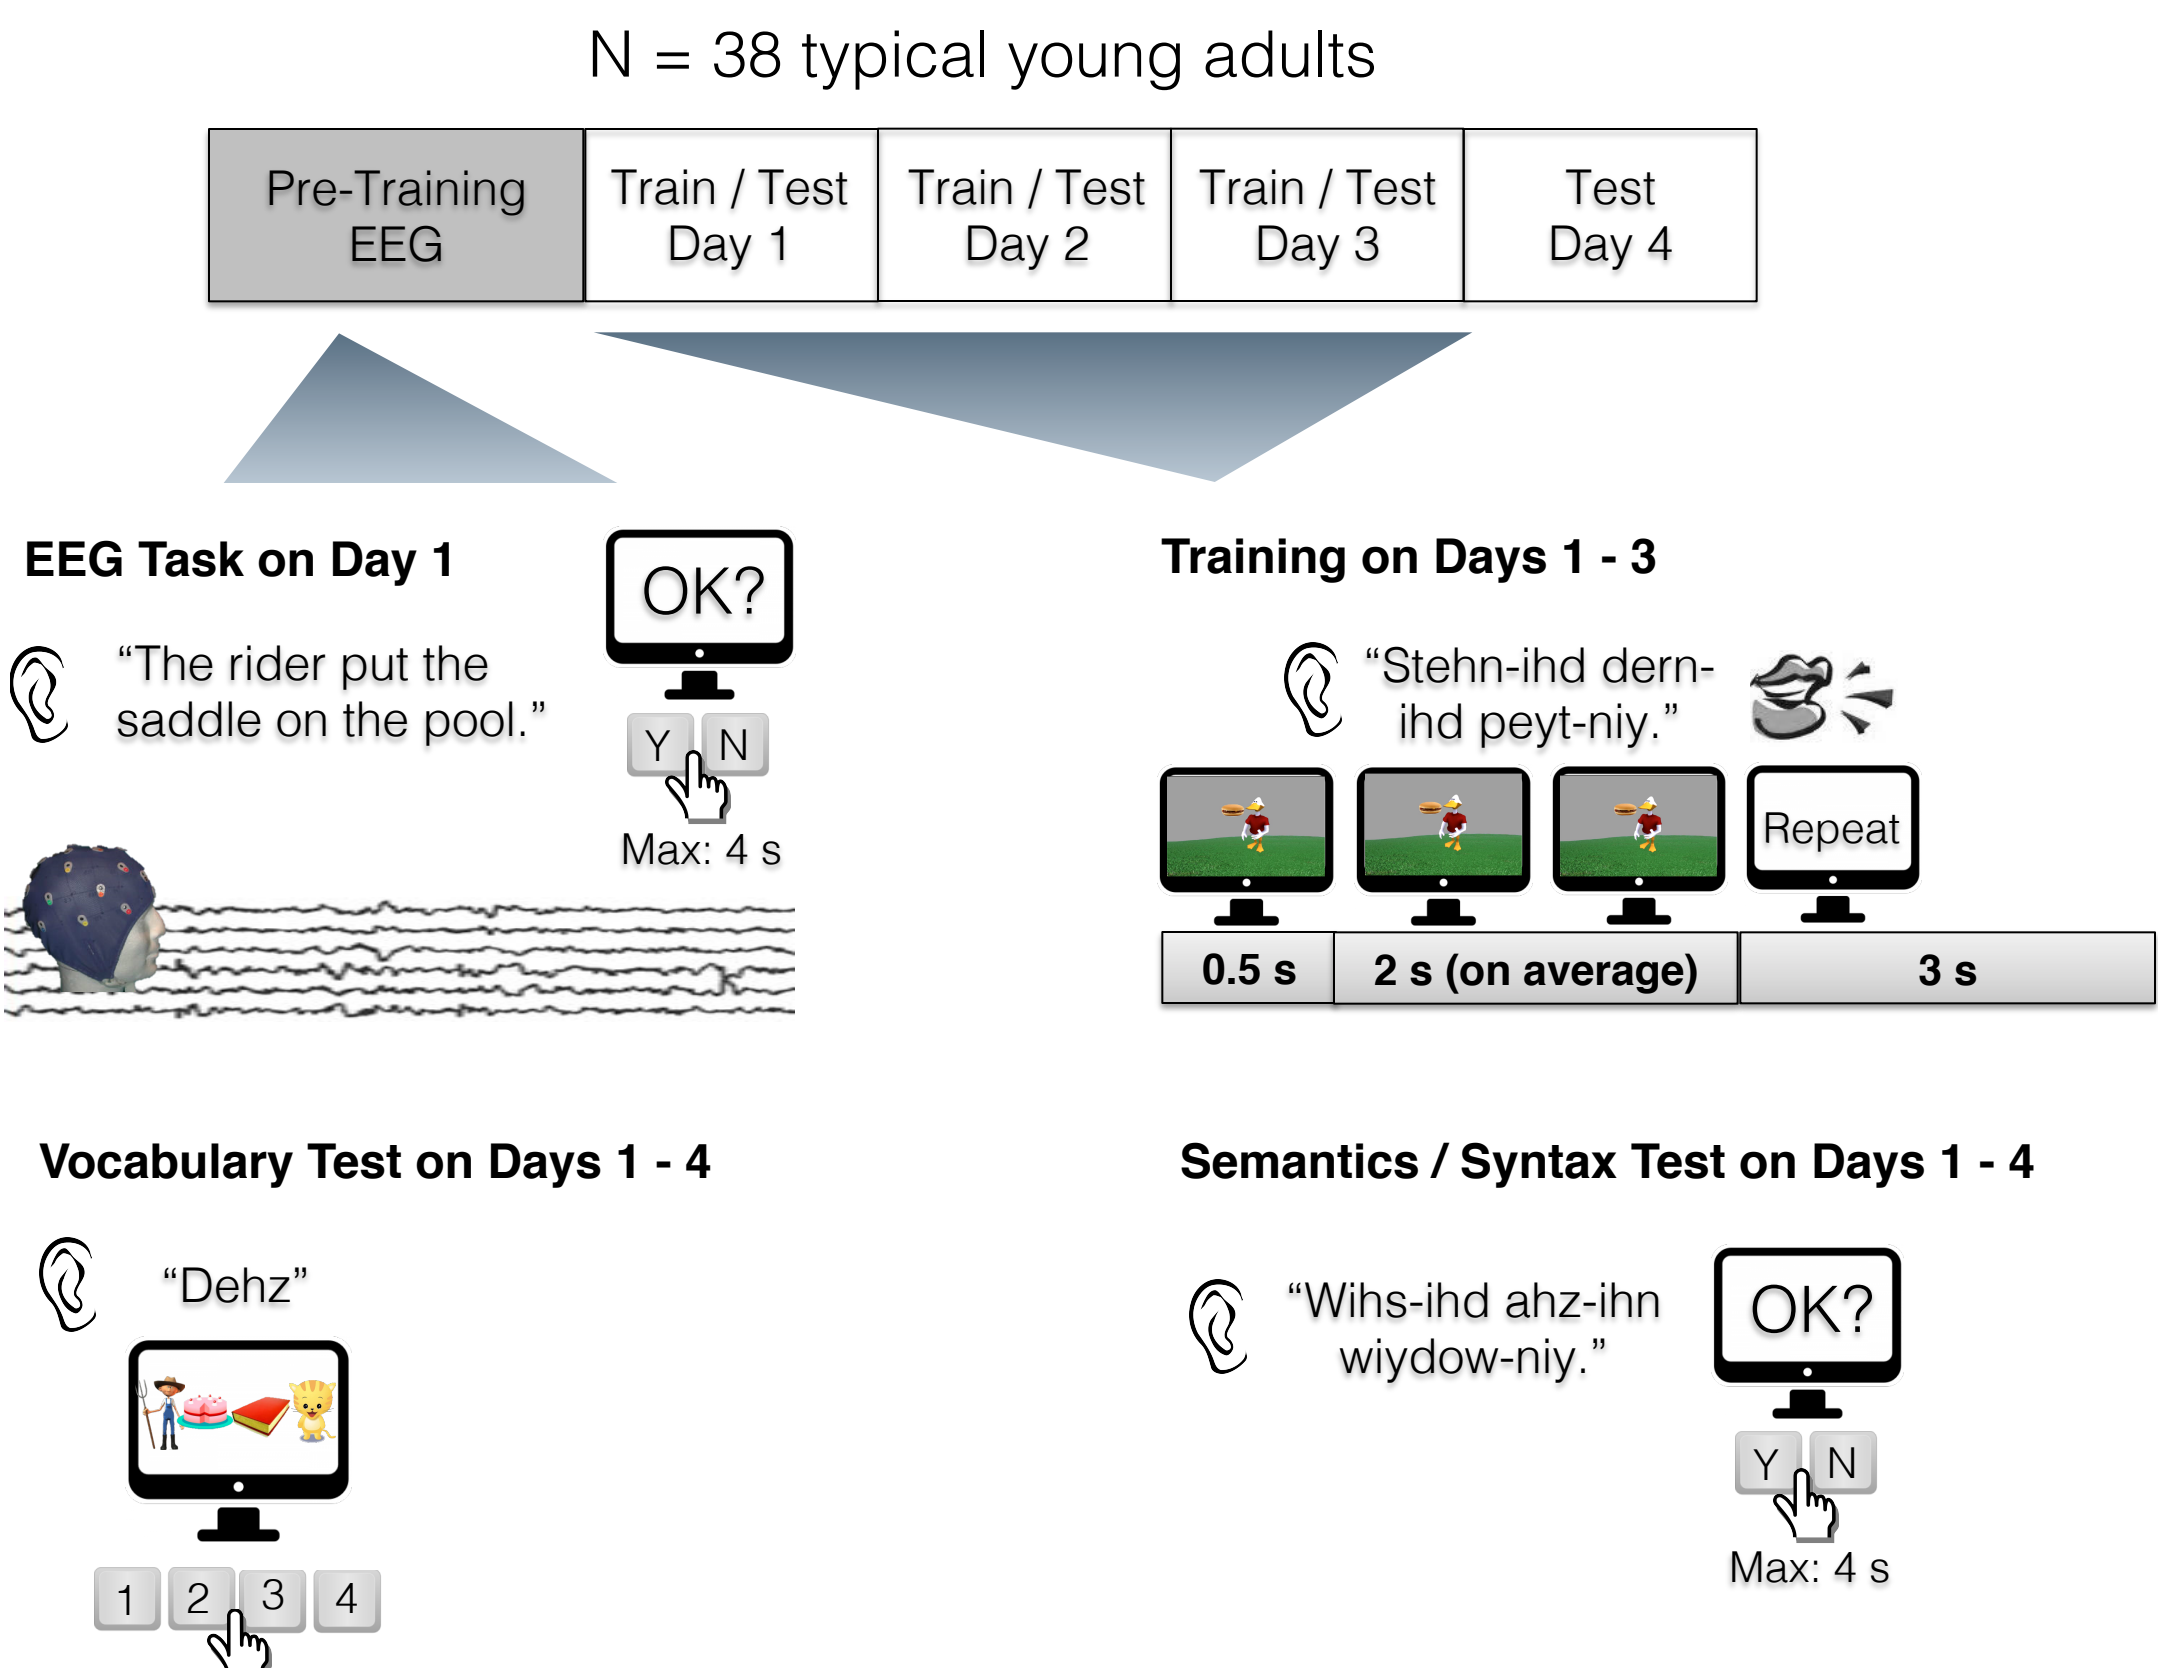 N = 38 typical young adults
Pre-Training
EEG
Train / Test
Day 1
Train / Test
Day 2
Train / Test
Day 3
Test
Day 4
EEG Task on Day 1
“The rider put the
saddle on the pool.”
OK?
Y N
Max: 4 s
Training on Days 1 - 3
“Stehn-ihd dern-
ihd peyt-niy.”
Repeat
0.5 s
2 s (on average)
3 s
Vocabulary Test on Days 1 - 4
“Dehz”
1 2 3 4
Semantics / Syntax Test on Days 1 - 4
“Wihs-ihd ahz-ihn
wiydow-niy.”
OK?
Y N
Max: 4 s